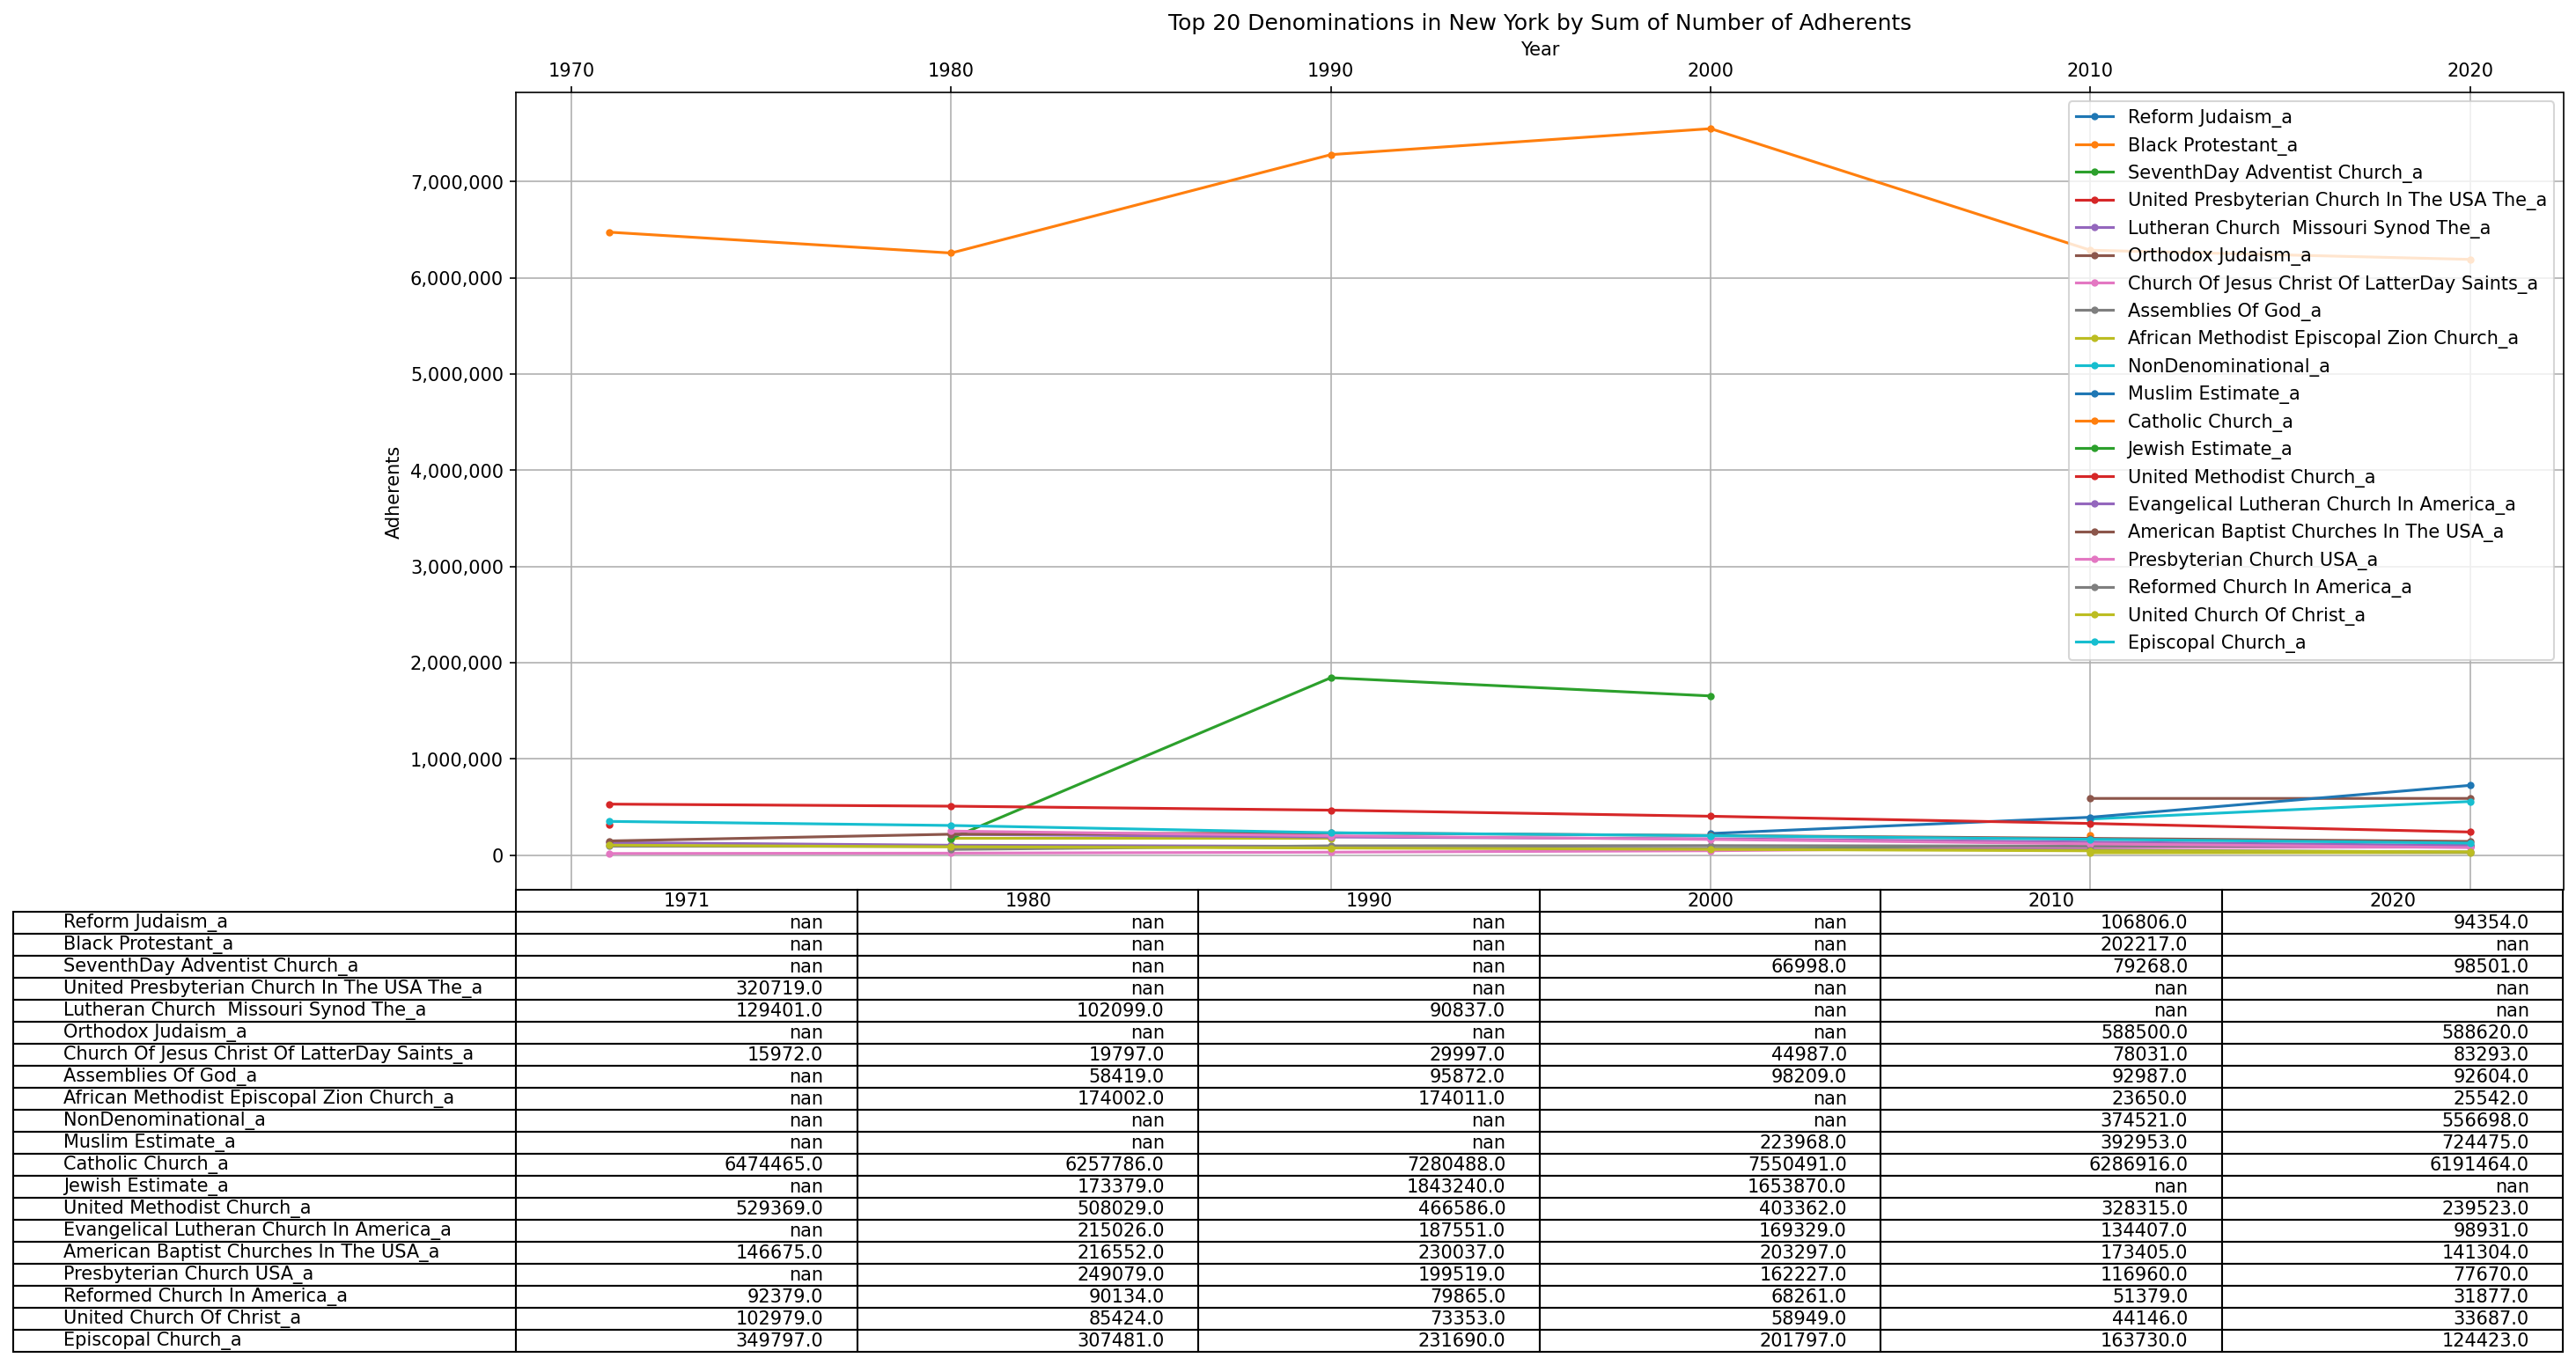 Top 20 Denominations in New York by Sum of Number of Adherents
Year
1970 1980 1990 2000 2010 2020
Adherents
7,000,000
6,000,000
5,000,000
4,000,000
3,000,000
2,000,000
1,000,000
0
Reform Judaism_a
Black Protestant_a
SeventhDay Adventist Church_a
United Presbyterian Church In The USA The_a
Lutheran Church  Missouri Synod The_a
Orthodox Judaism_a
Church Of Jesus Christ Of LatterDay Saints_a
Assemblies Of God_a
African Methodist Episcopal Zion Church_a
NonDenominational_a
Muslim Estimate_a
Catholic Church_a
Jewish Estimate_a
United Methodist Church_a
Evangelical Lutheran Church In America_a
American Baptist Churches In The USA_a
Presbyterian Church USA_a
Reformed Church In America_a
United Church Of Christ_a
Episcopal Church_a
1971 1980 1990 2000 2010 2020
Reform Judaism_a nan nan nan nan 106806.0 94354.0
Black Protestant_a nan nan nan nan 202217.0 nan
SeventhDay Adventist Church_a nan nan nan 66998.0 79268.0 98501.0
United Presbyterian Church In The USA The_a 320719.0 nan nan nan nan nan
Lutheran Church  Missouri Synod The_a 129401.0 102099.0 90837.0 nan nan nan
Orthodox Judaism_a nan nan nan nan 588500.0 588620.0
Church Of Jesus Christ Of LatterDay Saints_a 15972.0 19797.0 29997.0 44987.0 78031.0 83293.0
Assemblies Of God_a nan 58419.0 95872.0 98209.0 92987.0 92604.0
African Methodist Episcopal Zion Church_a nan 174002.0 174011.0 nan 23650.0 25542.0
NonDenominational_a nan nan nan nan 374521.0 556698.0
Muslim Estimate_a nan nan nan 223968.0 392953.0 724475.0
Catholic Church_a 6474465.0 6257786.0 7280488.0 7550491.0 6286916.0 6191464.0
Jewish Estimate_a nan 173379.0 1843240.0 1653870.0 nan nan
United Methodist Church_a 529369.0 508029.0 466586.0 403362.0 328315.0 239523.0
Evangelical Lutheran Church In America_a nan 215026.0 187551.0 169329.0 134407.0 98931.0
American Baptist Churches In The USA_a 146675.0 216552.0 230037.0 203297.0 173405.0 141304.0
Presbyterian Church USA_a nan 249079.0 199519.0 162227.0 116960.0 77670.0
Reformed Church In America_a 92379.0 90134.0 79865.0 68261.0 51379.0 31877.0
United Church Of Christ_a 102979.0 85424.0 73353.0 58949.0 44146.0 33687.0
Episcopal Church_a 349797.0 307481.0 231690.0 201797.0 163730.0 124423.0